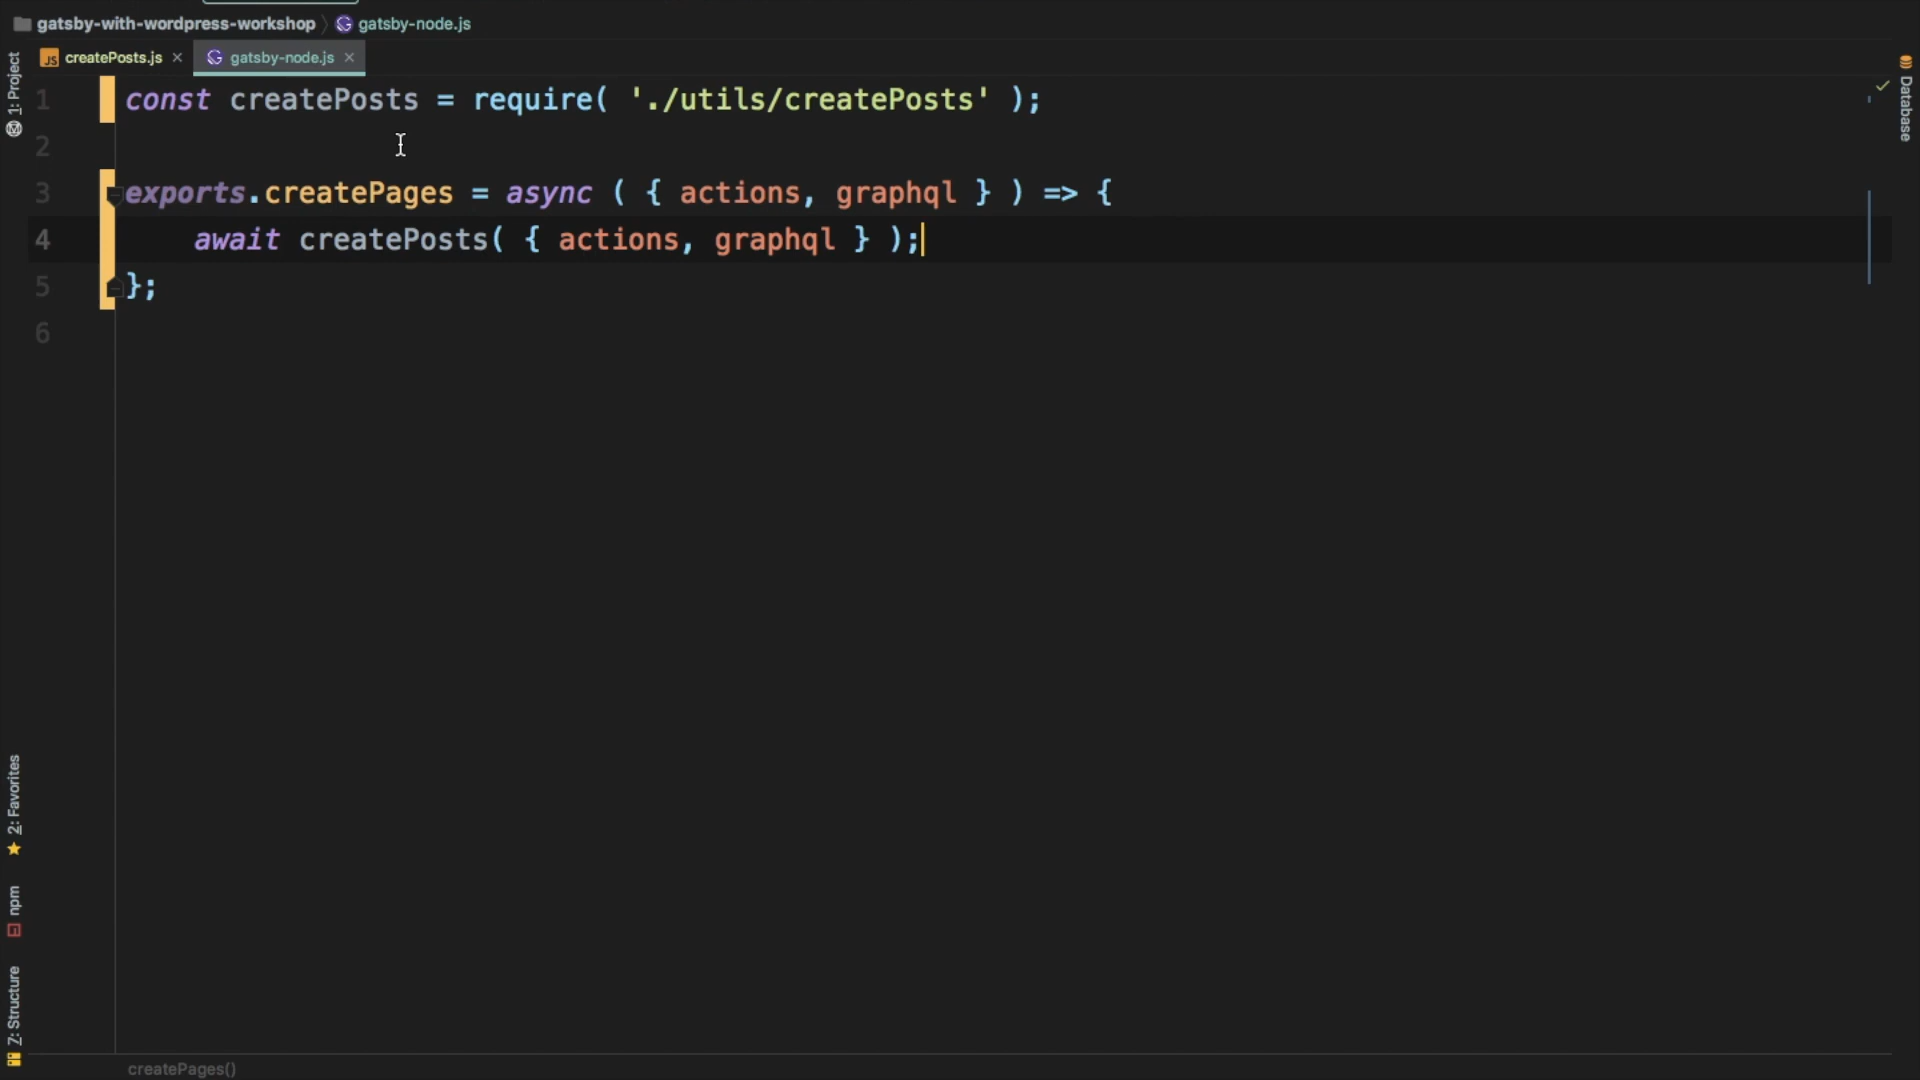 gatsby-with-wordpress-workshop gatsby-node.js
createPosts.js gatsby-node.js
1: Project
Database
1 const createPosts = require( './utils/createPosts' );
2
3 exports.createPages = async ( { actions, graphql } ) => {
4 await createPosts( { actions, graphql } );
5 };
6
2: Favorites
npm
Z: Structure
createPages()